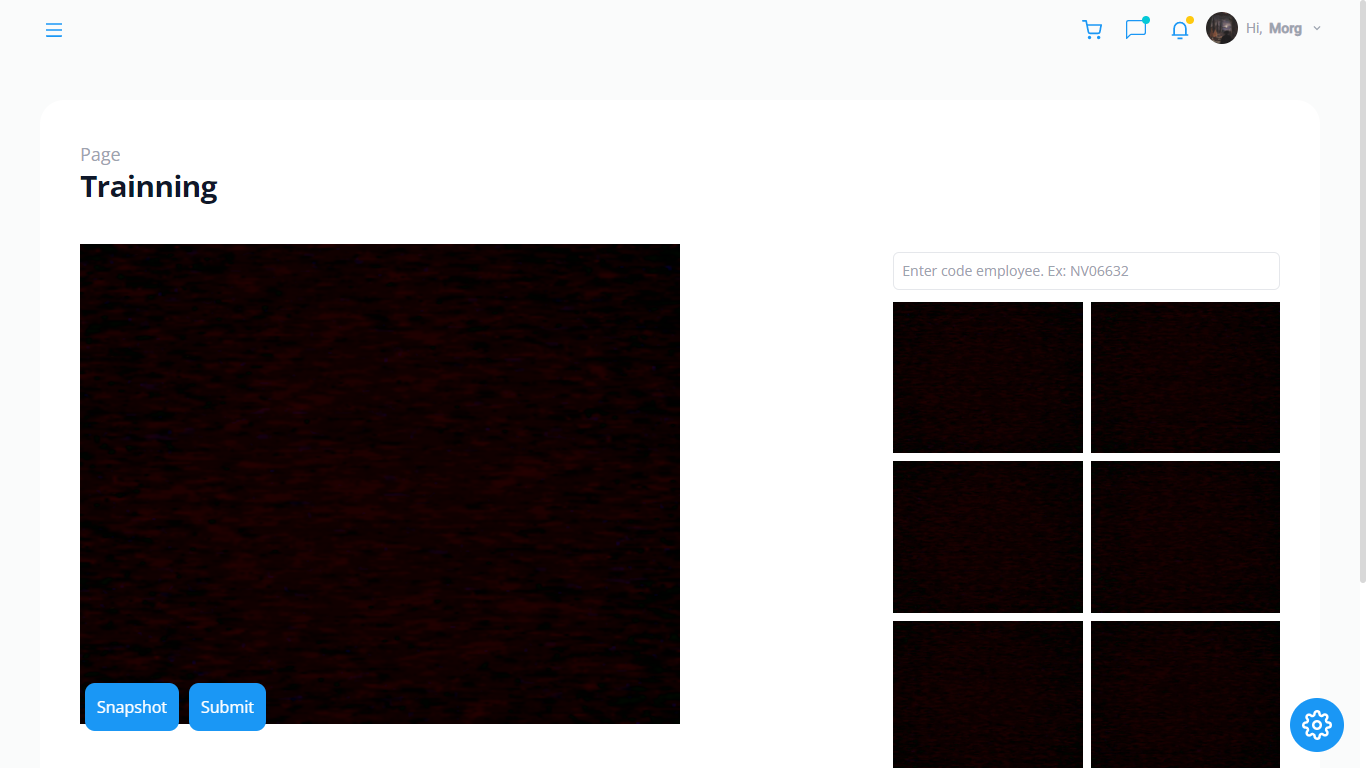 Hi, Morg
Page
Trainning
Enter code employee. Ex: NV06632
Snapshot
Submit